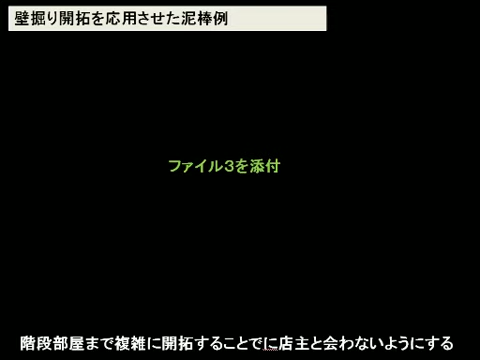 壁掘り開拓を応用させた泥棒例
ファイル３を添付
階段部屋まで複雑に開拓することでに店主と会わないようにする